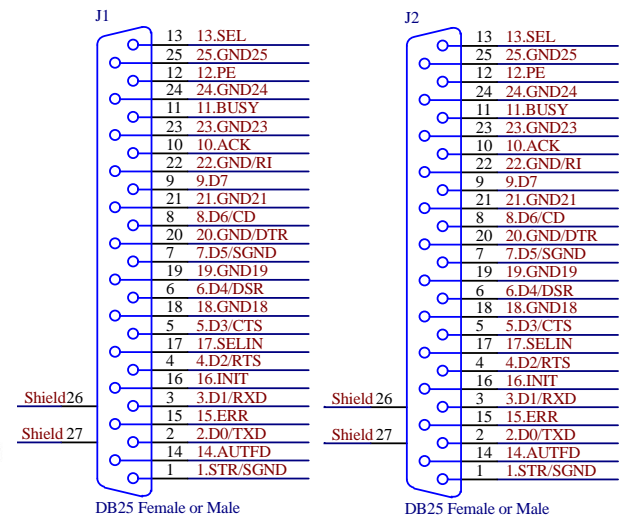 J1
13 13.SEL
25 25.GND25
12 12.PE
24 24.GND24
11 11.BUSY
23 23.GND23
10 10.ACK
22 22.GND/RI
9 9.D7
21 21.GND21
8 8.D6/CD
20 20.GND/DTR
7 7.D5/SGND
19 19.GND19
6 6.D4/DSR
18 18.GND18
5 5.D3/CTS
17 17.SELIN
4 4.D2/RTS
16 16.INIT
Shield 26
3 3.D1/RXD
15 15.ERR
Shield 27
2 2.D0/TXD
14 14.AUTFD
1 1.STR/SGND
DB25 Female or Male
J2
13 13.SEL
25 25.GND25
12 12.PE
24 24.GND24
11 11.BUSY
23 23.GND23
10 10.ACK
22 22.GND/RI
9 9.D7
21 21.GND21
8 8.D6/CD
20 20.GND/DTR
7 7.D5/SGND
19 19.GND19
6 6.D4/DSR
18 18.GND18
5 5.D3/CTS
17 17.SELIN
4 4.D2/RTS
16 16.INIT
Shield 26
3 3.D1/RXD
15 15.ERR
Shield 27
2 2.D0/TXD
14 14.AUTFD
1 1.STR/SGND
DB25 Female or Male